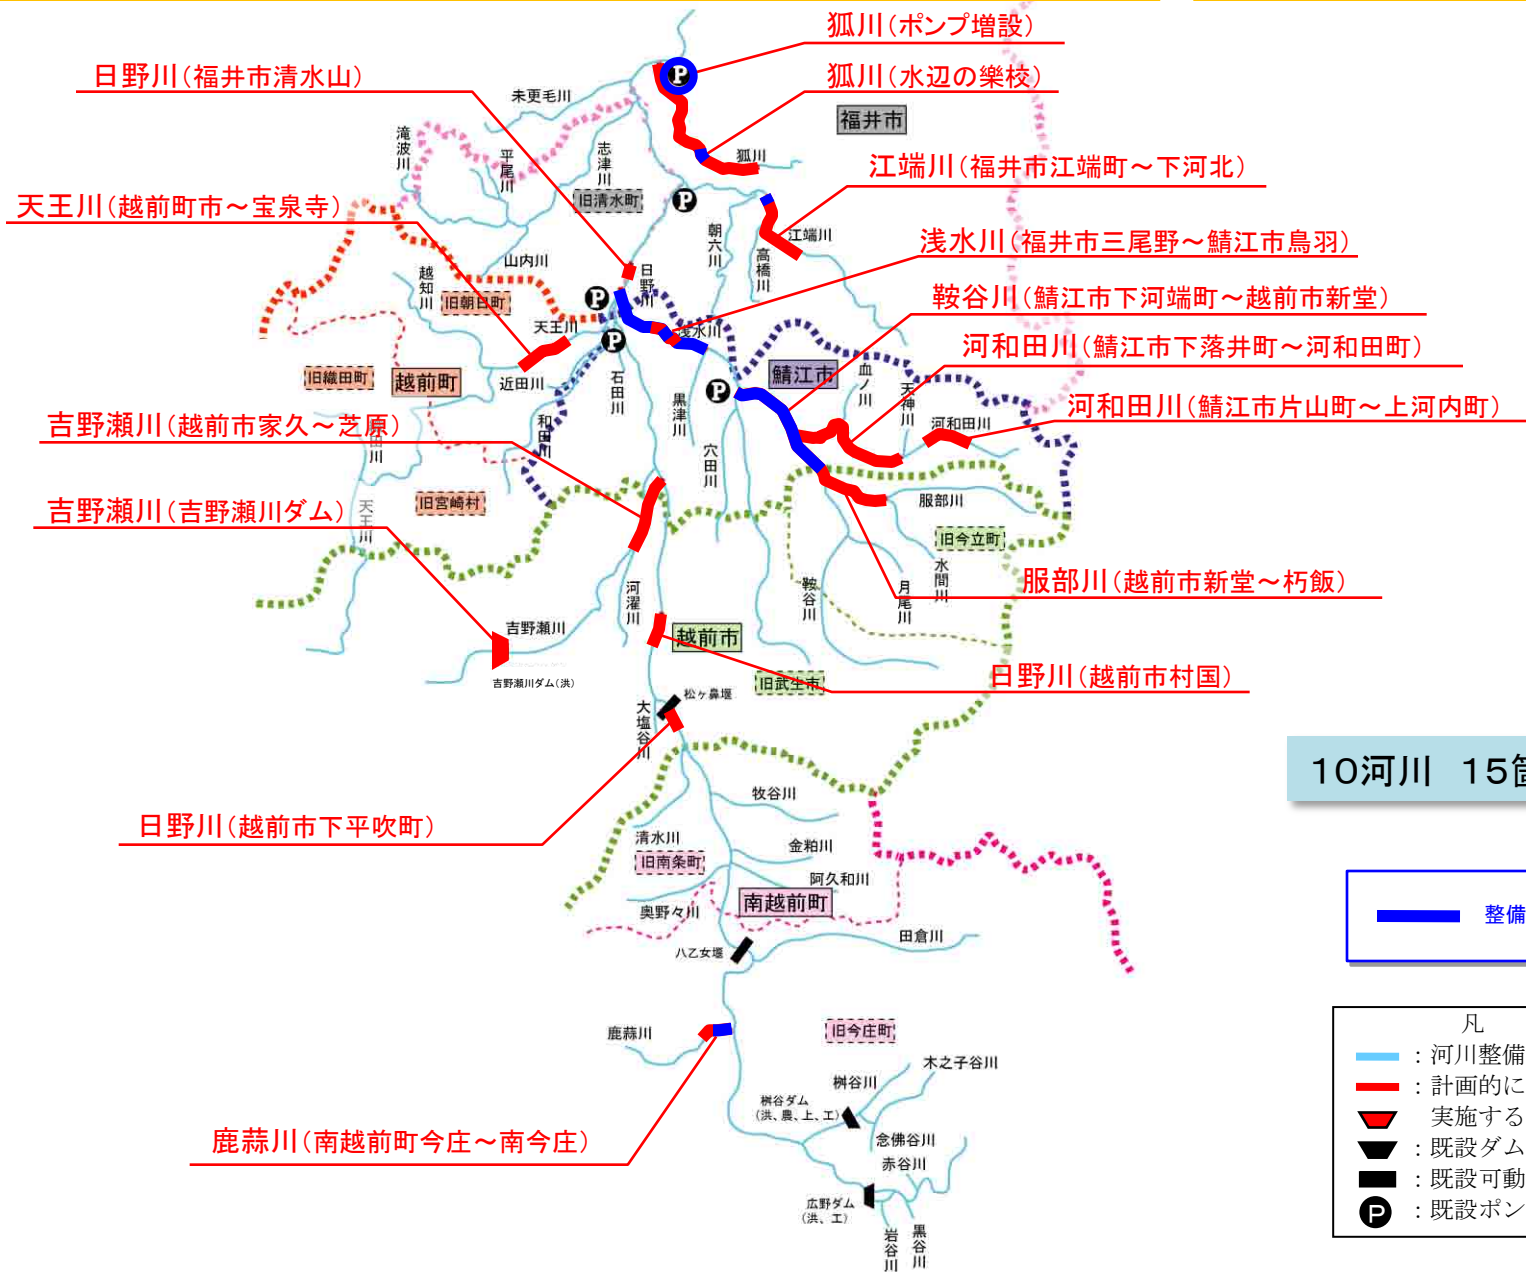 狐川(ポンプ増設)
日野川(福井市清水山)
狐川(水辺の樂校)
未更毛川
福井市
滝波川
平尾川
志津川
狐川
江端川(福井市江端町～下河北)
旧清水町
天王川(越前町市～宝泉寺)
朝六川
江端川
高橋川
浅水川(福井市三尾野～鯖江市鳥羽)
山内川
日野川
越知川
旧朝日町
鞍谷川(鯖江市下河端町～越前市新堂)
天王川
浅水川
河和田川(鯖江市下落井町～河和田町)
旧織田町
越前町
近田川
石田川
鯖江市
血ノ川
天神川
黒津川
河和田川(鯖江市片山町～上河内町)
吉野瀬川(越前市家久～芝原)
和田川
河和田川
田川
穴田川
旧宮崎村
服部川
吉野瀬川(吉野瀬川ダム)
天王川
旧今立町
水間川
河濯川
鞍谷川
月尾川
服部川(越前市新堂～朽飯)
吉野瀬川
越前市
日野川(越前市村国)
吉野瀬川ダム(洪)
旧武生市
松ヶ鼻堰
大塩谷川
10河川 15箇
牧谷川
日野川(越前市下平吹町)
清水川
金粕川
旧南条町
阿久和川
南越前町
奥野々川
整備
田倉川
八乙女堰
凡
鹿蒜川
旧今庄町
：河川整備
木之子谷川
桝谷川
：計画的に
桝谷ダム
(洪、農、上、工)
実施する
鹿蒜川(南越前町今庄～南今庄)
念佛谷川
：既設ダム
赤谷川
：既設可動
広野ダム
(洪、工)
P：既設ポン
岩谷川
黒谷川
P
P
P
P
P